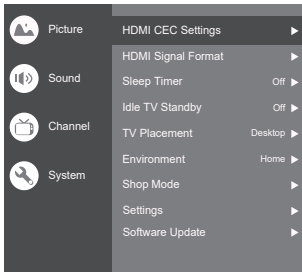 Picture
Sound
Channel
System
HDMI CEC Settings
HDMI Signal Format
Sleep Timer Off
Idle TV Standby Off
TV Placement Desktop
Environment Home
Shop Mode
Settings
Software Update